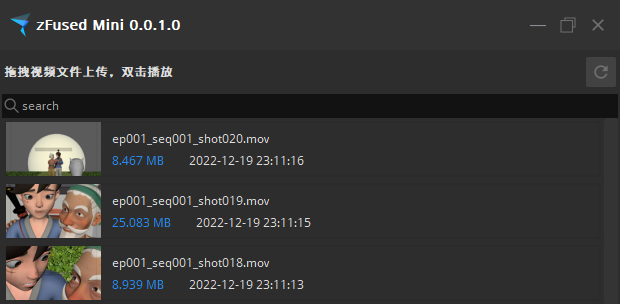 zFused Mini 0.0.1.0
拖拽视频文件上传，双击播放
search
ep001_seq001_shot020.mov
8.467 MB 2022-12-19 23:11:16
ep001_seq001_shot019.mov
25.083 MB 2022-12-19 23:11:15
ep001_seq001_shot018.mov
8.939 MB 2022-12-19 23:11:13